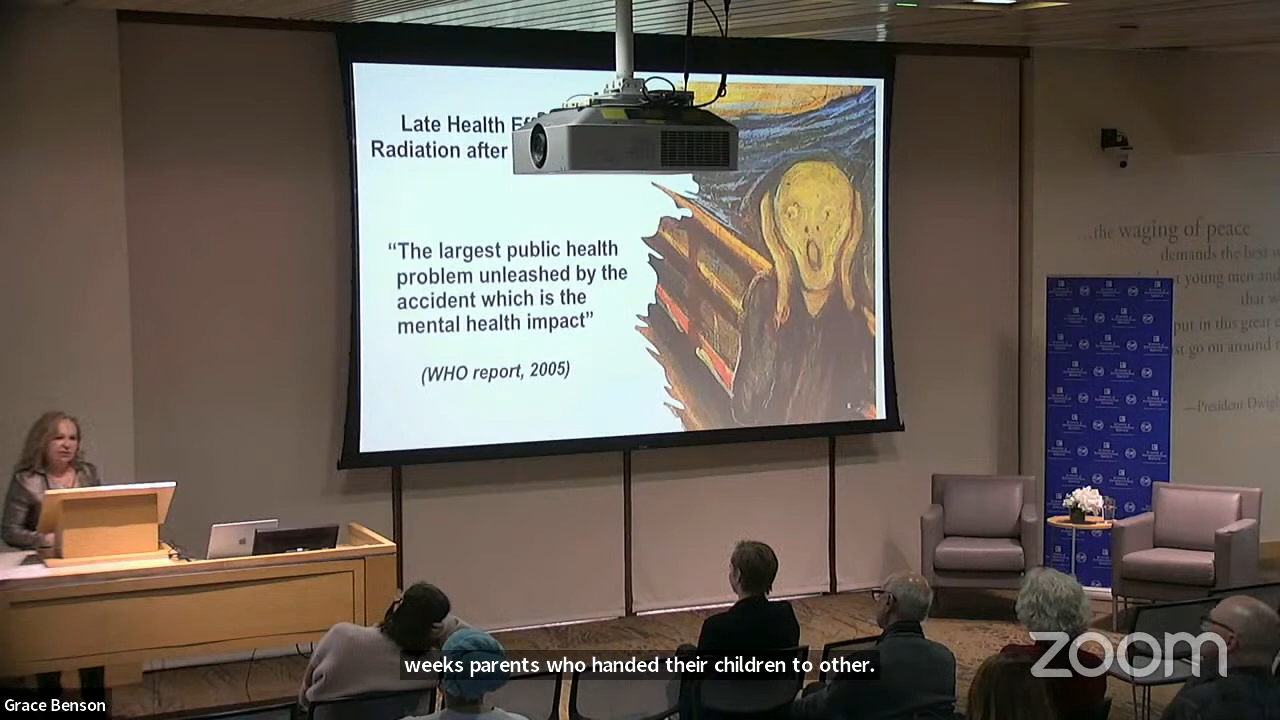 Late Health
Radiation after
“The largest public health
problem unleashed by the
accident which is the
mental health impact”
(WHO report, 2005)
...the waging of peace
demands the best
young men and
that
put in this great
go on around
—President
weeks parents who handed their children to other.
zoom
Grace Benson